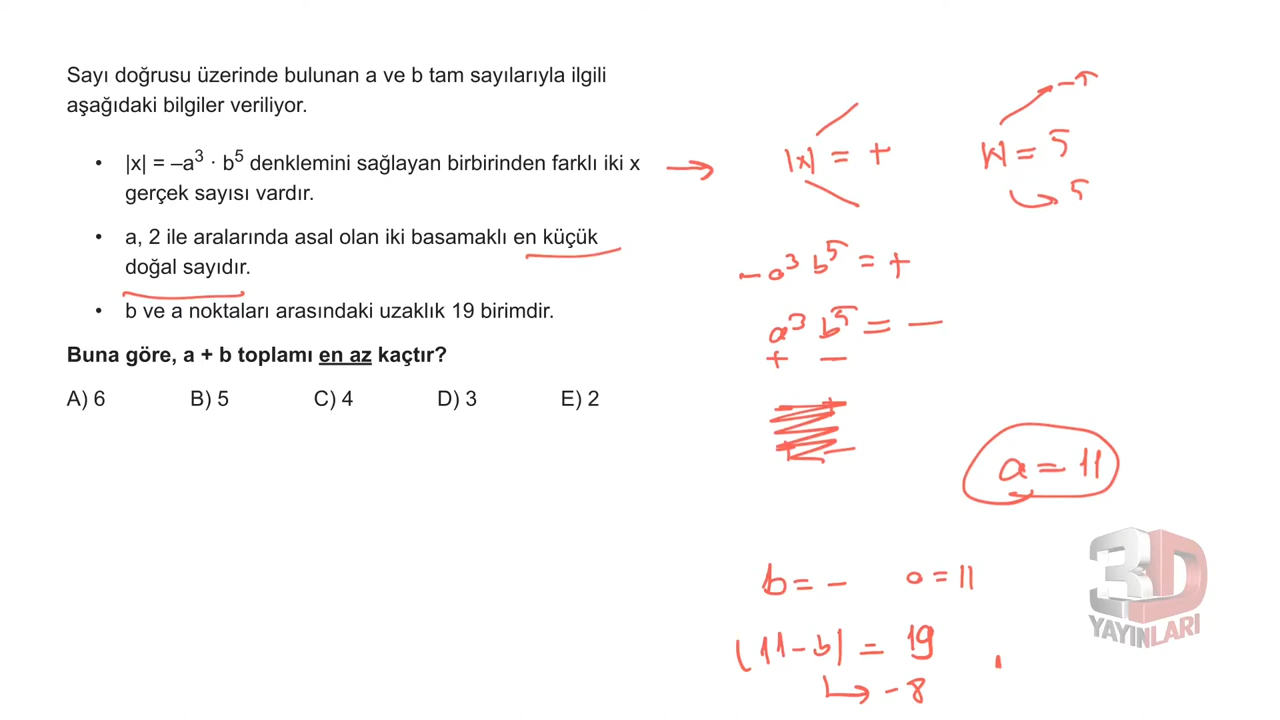 Sayı doğrusu üzerinde bulunan a ve b tam sayılarıyla ilgili
aşağıdaki bilgiler veriliyor.
• |x| = –a³ · b⁵ denklemini sağlayan birbirinden farklı iki x
gerçek sayısı vardır.
• a, 2 ile aralarında asal olan iki basamaklı en küçük
doğal sayıdır.
• b ve a noktaları arasındaki uzaklık 19 birimdir.
Buna göre, a + b toplamı en az kaçtır?
A) 6 B) 5 C) 4 D) 3 E) 2
|x| = +
|x| = 5
-5
5
-a³ b⁵ = +
a³ b⁵ = -
+ -
a = 11
b = - a = 11
|11 - b| = 19
-8
3D
YAYINLARI